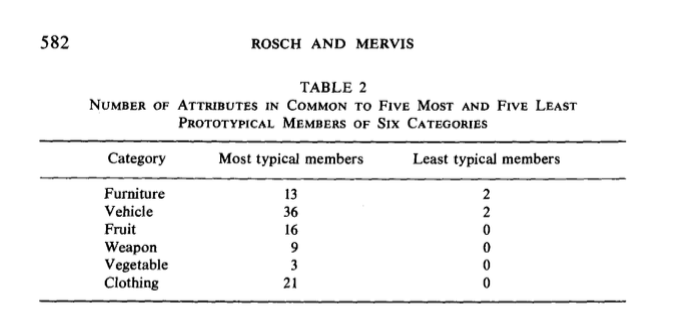 582 ROSCH AND MERVIS
TABLE 2
NUMBER OF ATTRIBUTES IN COMMON TO FIVE MOST AND FIVE LEAST
PROTOTYPICAL MEMBERS OF SIX CATEGORIES
Category Most typical members Least typical members
Furniture 13 2
Vehicle 36 2
Fruit 16 0
Weapon 9 0
Vegetable 3 0
Clothing 21 0